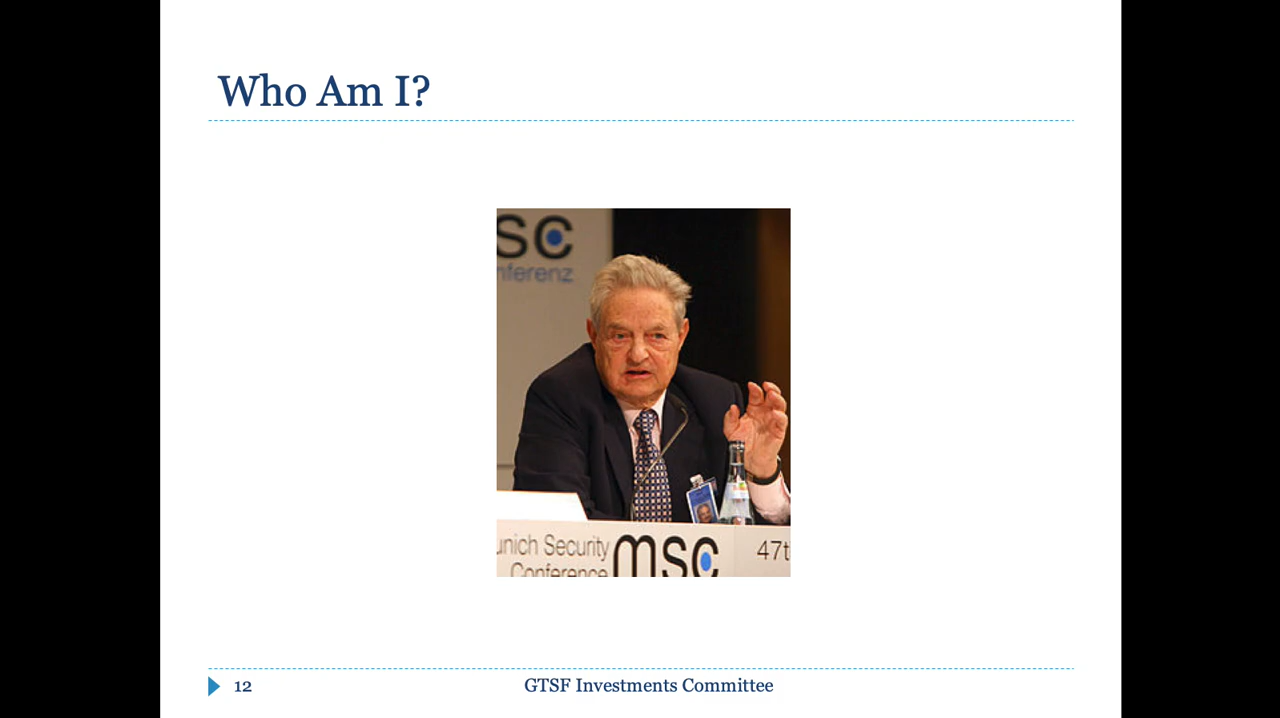 Who Am I?
sc
nferenz
unich Security
Conference
msc
47t
12
GTSF Investments Committee